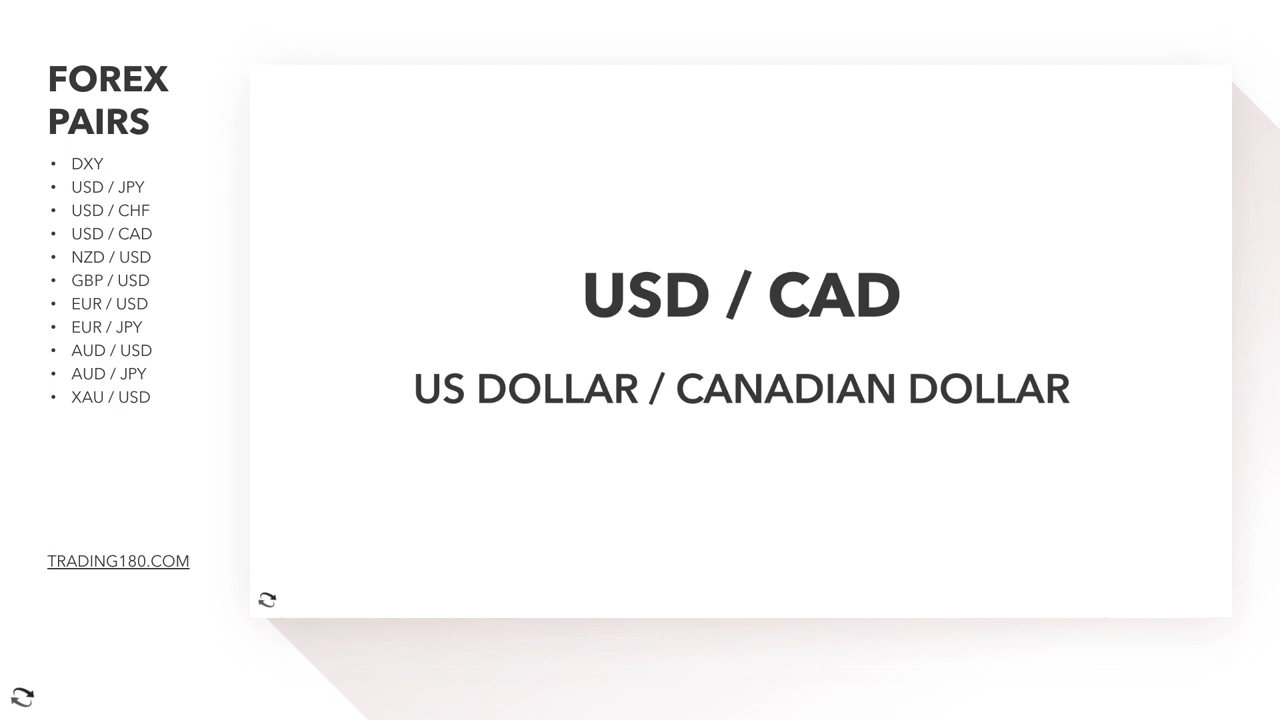 FOREX
PAIRS
• DXY
• USD / JPY
• USD / CHF
• USD / CAD
• NZD / USD
• GBP / USD
• EUR / USD
• EUR / JPY
• AUD / USD
• AUD / JPY
• XAU / USD
TRADING180.COM
USD / CAD
US DOLLAR / CANADIAN DOLLAR